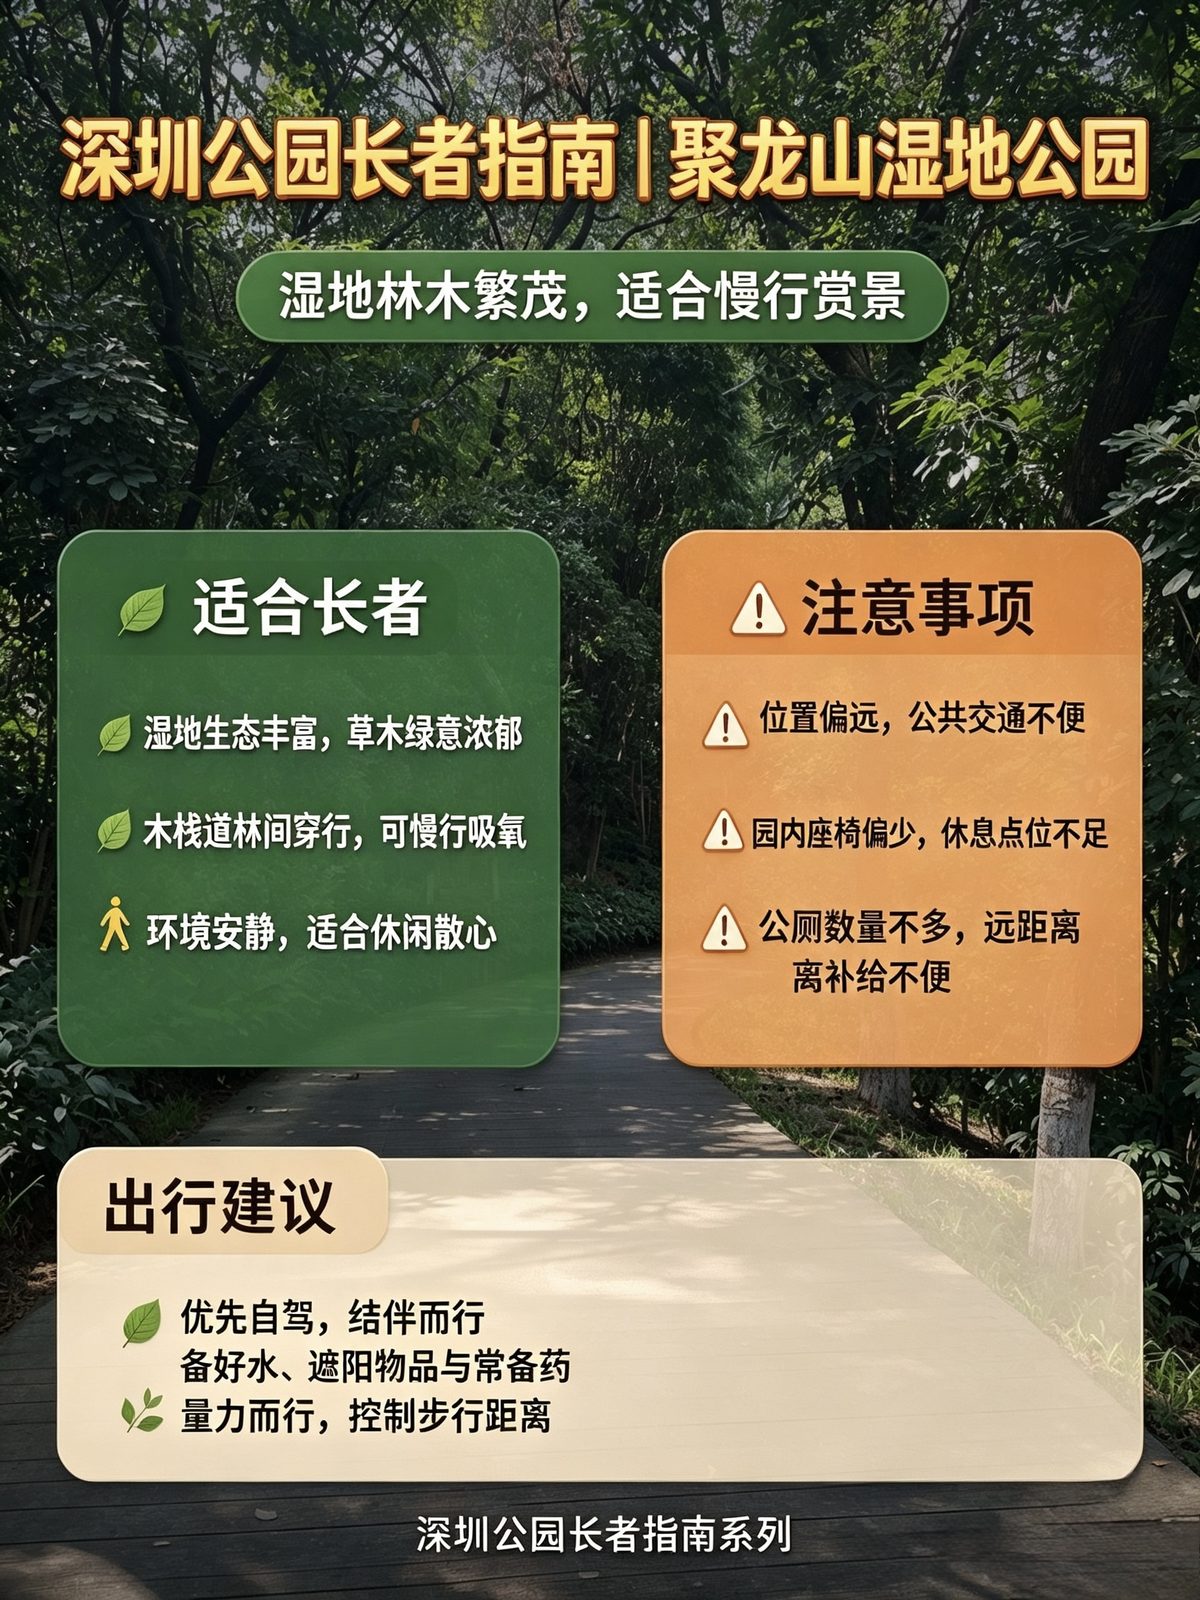 深圳公园长者指南|聚龙山湿地公园
湿地林木繁茂，适合慢行赏景
适合长者
湿地生态丰富，草木绿意浓郁
木栈道林间穿行，可慢行吸氧
环境安静，适合休闲散心
注意事项
位置偏远，公共交通不便
园内座椅偏少，休息点位不足
公厕数量不多，远距离
离补给不便
出行建议
优先自驾，结伴而行
备好水、遮阳物品与常备药
量力而行，控制步行距离
深圳公园长者指南系列